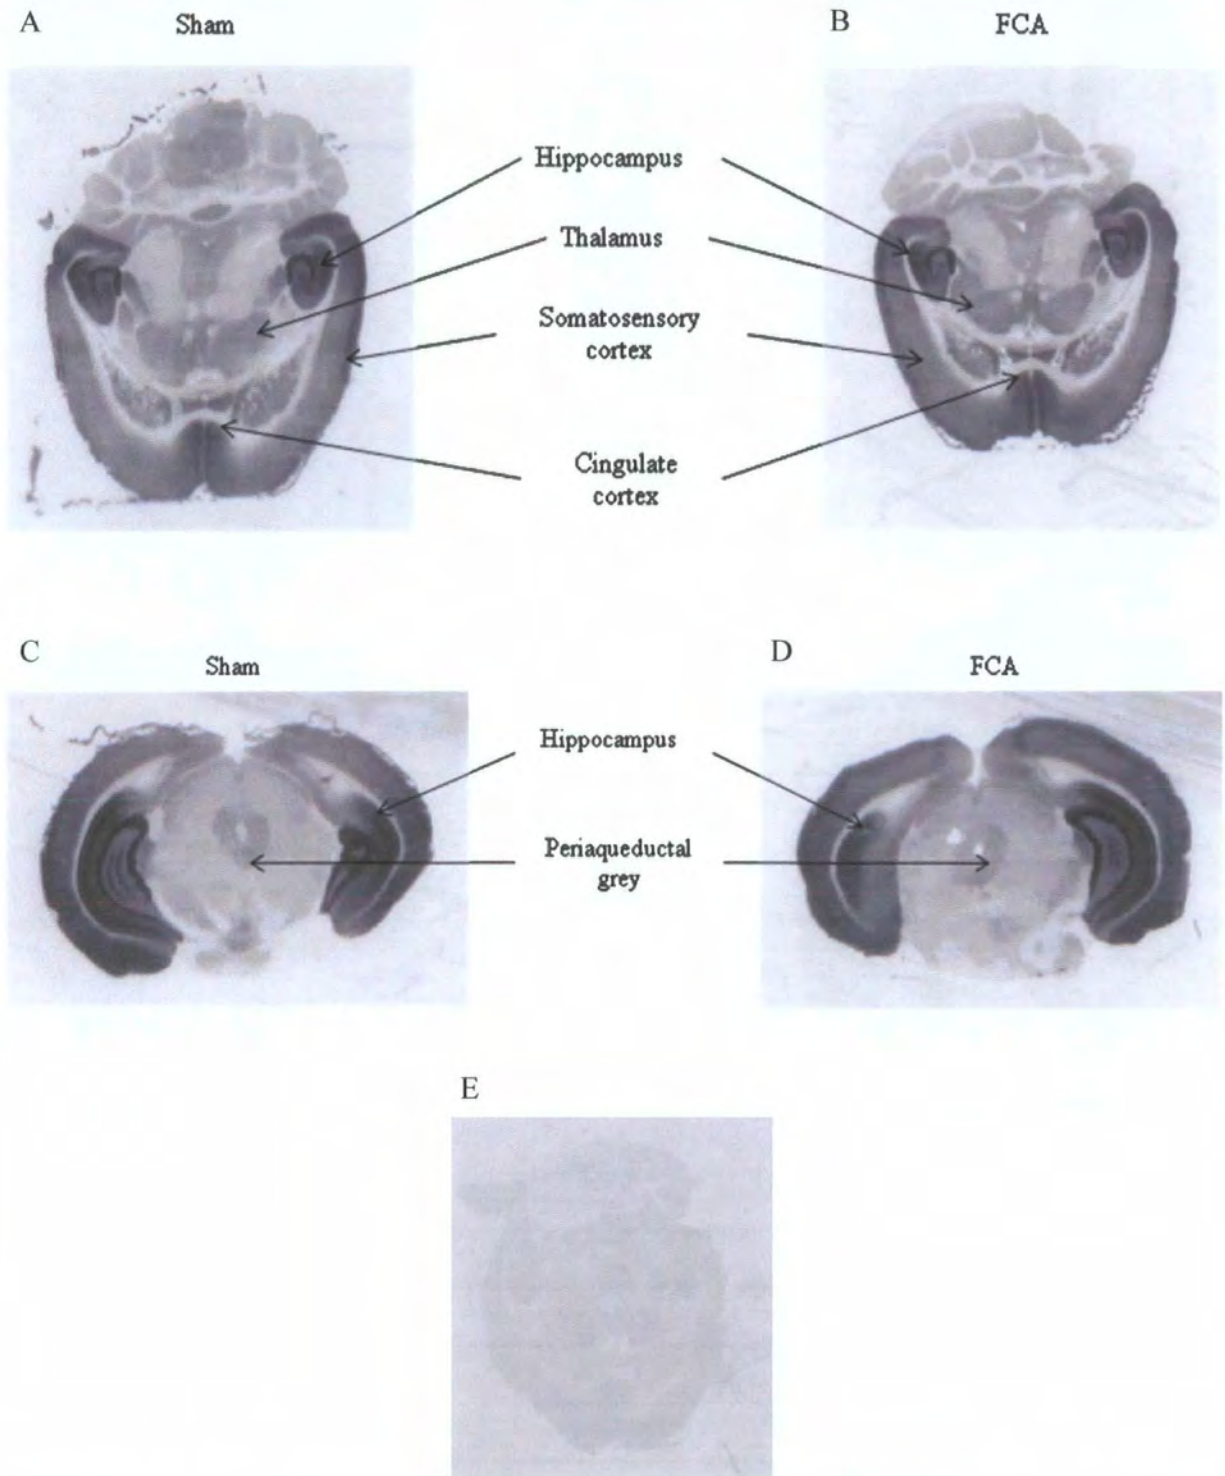 A
Sham
B
FCA
Hippocampus
Thalamus
Somatosensory
cortex
Cingulate
cortex
C
Sham
D
FCA
Hippocampus
Periaqueductal
grey
E